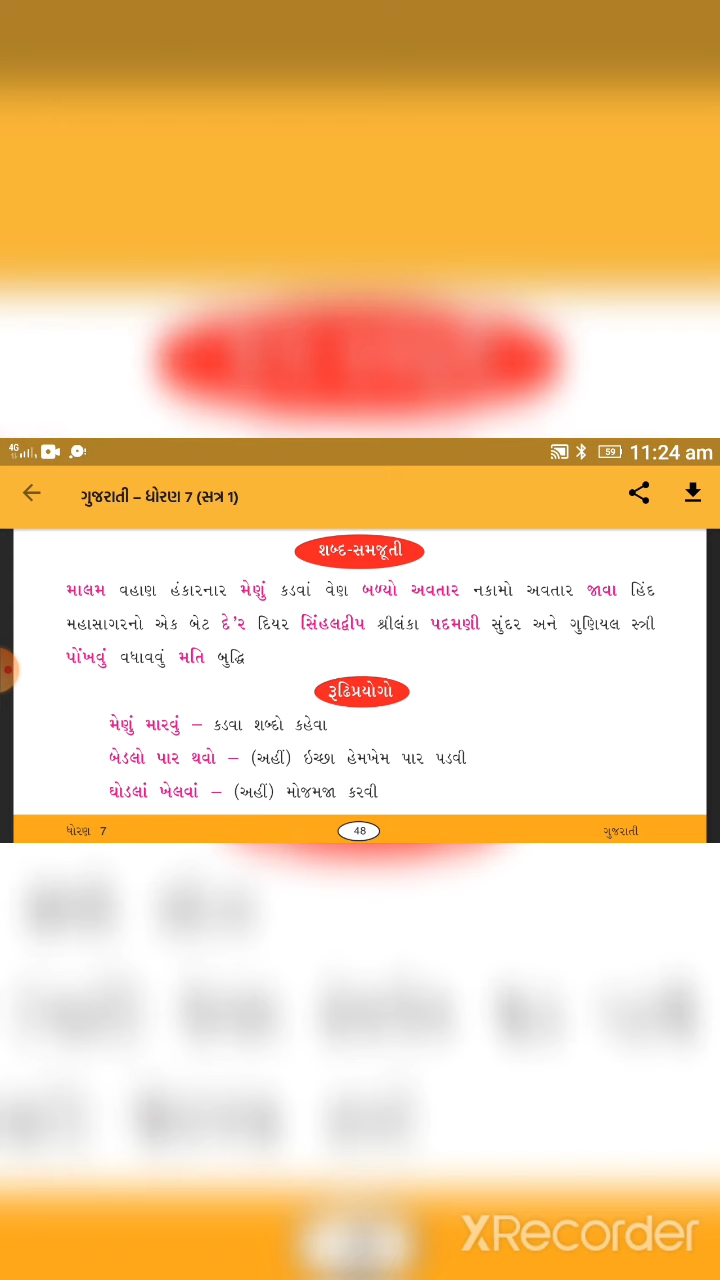 4G
59 11:24 am
ગુજરાતી – ધોરણ 7 (સત્ર 1)
શબ્દ-સમજૂતી
માલમ વહાણ હંકારનાર મેણું કડવાં વેણ બળ્યો અવતાર નકામો અવતાર જાવા હિંદ
મહાસાગરનો એક બેટ દે'ર દિયર સિંહલદ્વીપ શ્રીલંકા પદમણી સુંદર અને ગુણિયલ સ્ત્રી
પોંખવું વધાવવું મતિ બુદ્ધિ
રૂઢિપ્રયોગો
મેણું મારવું – કડવા શબ્દો કહેવા
બેડલો પાર થવો – (અહીં) ઇચ્છા હેમખેમ પાર પડવી
ઘોડલાં ખેલવાં – (અહીં) મોજમજા કરવી
ધોરણ 7 48 ગુજરાતી
XRecorder